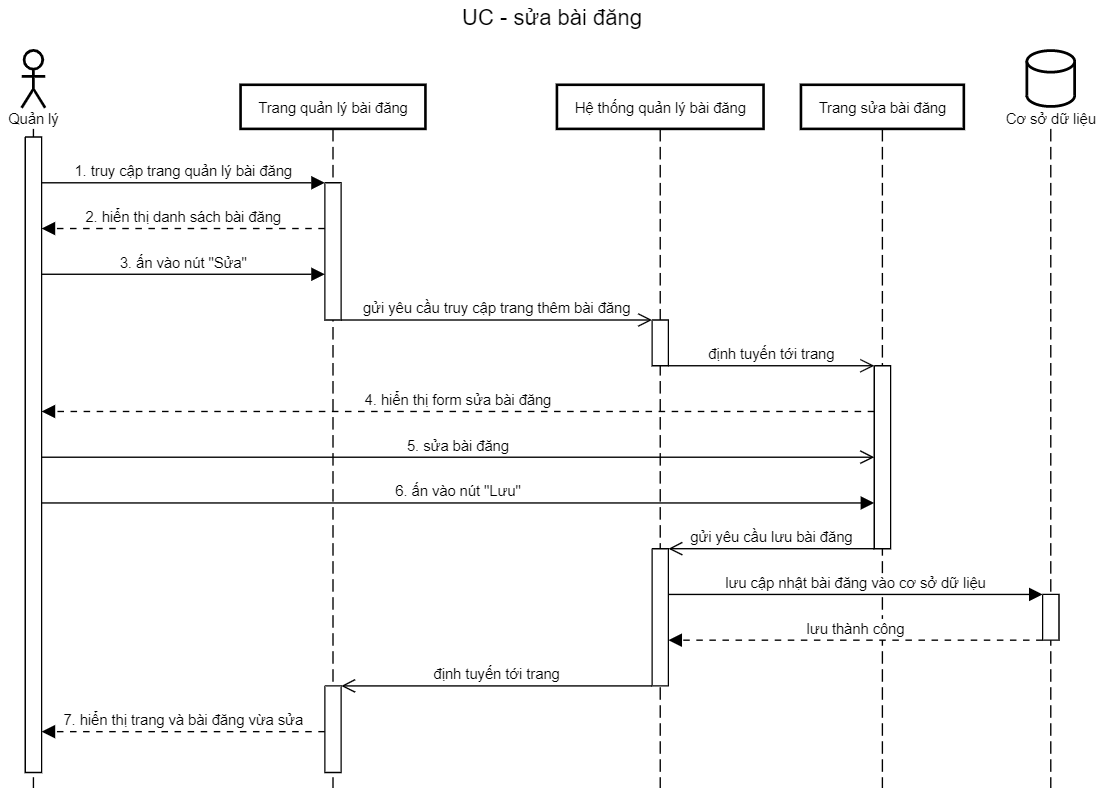 UC - sửa bài đăng
Quản lý
Trang quản lý bài đăng
Hệ thống quản lý bài đăng
Trang sửa bài đăng
Cơ sở dữ liệu
1. truy cập trang quản lý bài đăng
2. hiển thị danh sách bài đăng
3. ấn vào nút "Sửa"
gửi yêu cầu truy cập trang thêm bài đăng
định tuyến tới trang
4. hiển thị form sửa bài đăng
5. sửa bài đăng
6. ấn vào nút "Lưu"
gửi yêu cầu lưu bài đăng
lưu cập nhật bài đăng vào cơ sở dữ liệu
lưu thành công
định tuyến tới trang
7. hiển thị trang và bài đăng vừa sửa